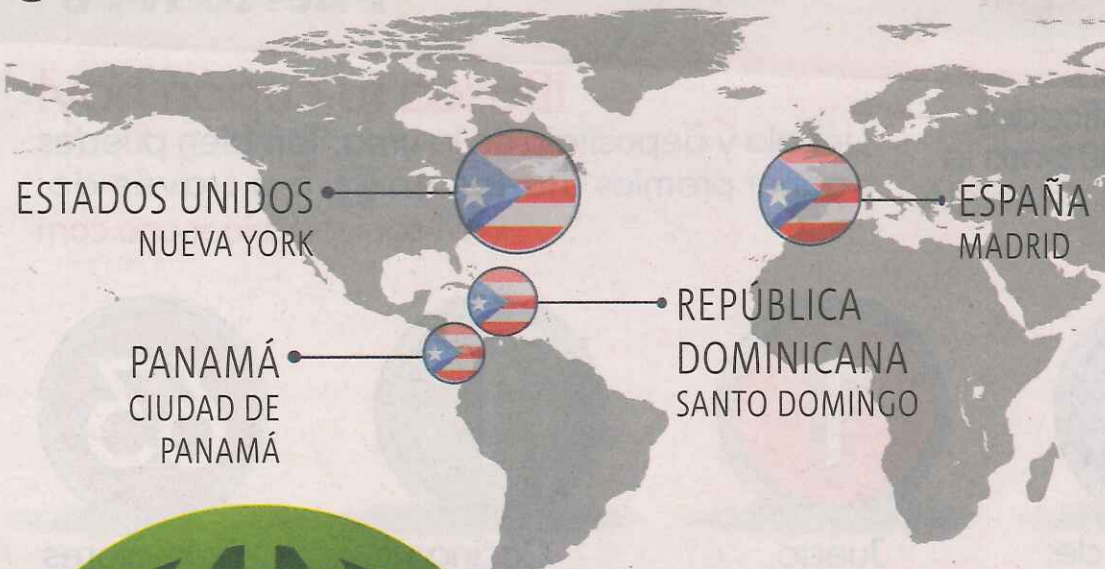 ESTADOS UNIDOS
NUEVA YORK
ESPAÑA
MADRID
REPÚBLICA
DOMINICANA
SANTO DOMINGO
PANAMÁ
CIUDAD DE
PANAMÁ